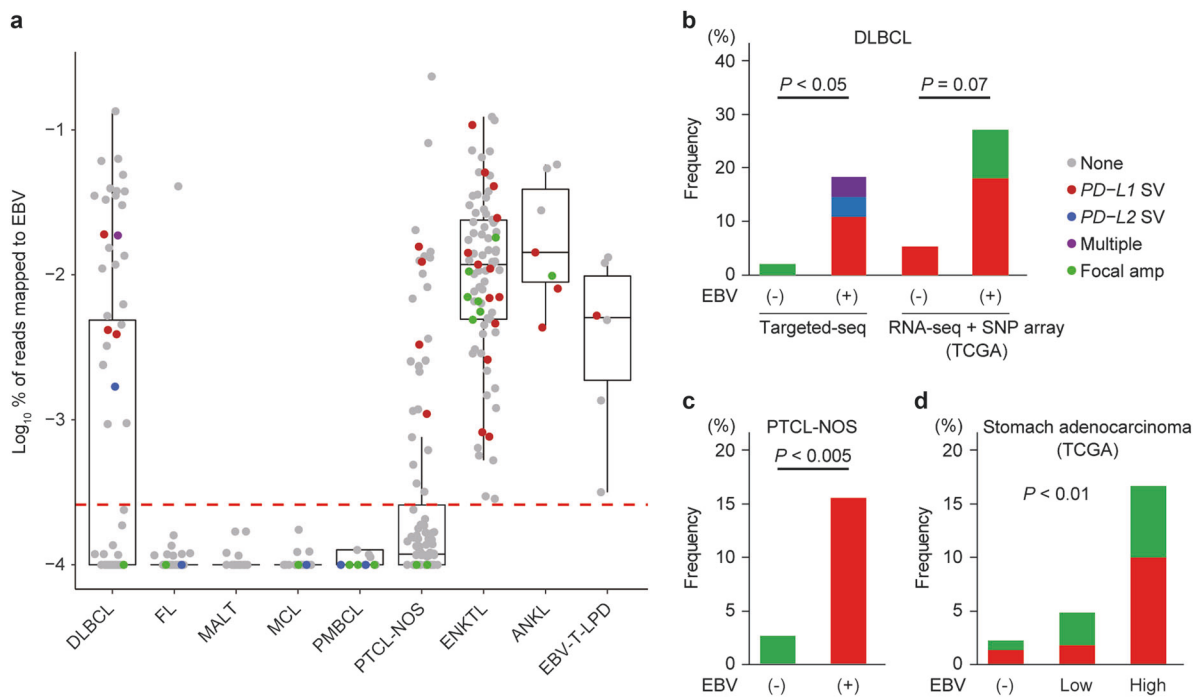 a
Log10 % of reads mapped to EBV
−1
−2
−3
−4
DLBCL
FL
MALT
MCL
PMBCL
PTCL-NOS
ENKTL
ANKL
EBV-T-LPD
b
(%)
DLBCL
40
30
20
10
0
Frequency
P < 0.05
P = 0.07
EBV (-) (+) (-) (+)
Targeted-seq
RNA-seq + SNP array
(TCGA)
None
PD−L1 SV
PD−L2 SV
Multiple
Focal amp
c
(%)
PTCL-NOS
20
15
10
5
0
Frequency
P < 0.005
EBV (-) (+)
d
(%)
Stomach adenocarcinoma
(TCGA)
20
15
10
5
0
Frequency
P < 0.01
EBV (-) Low High